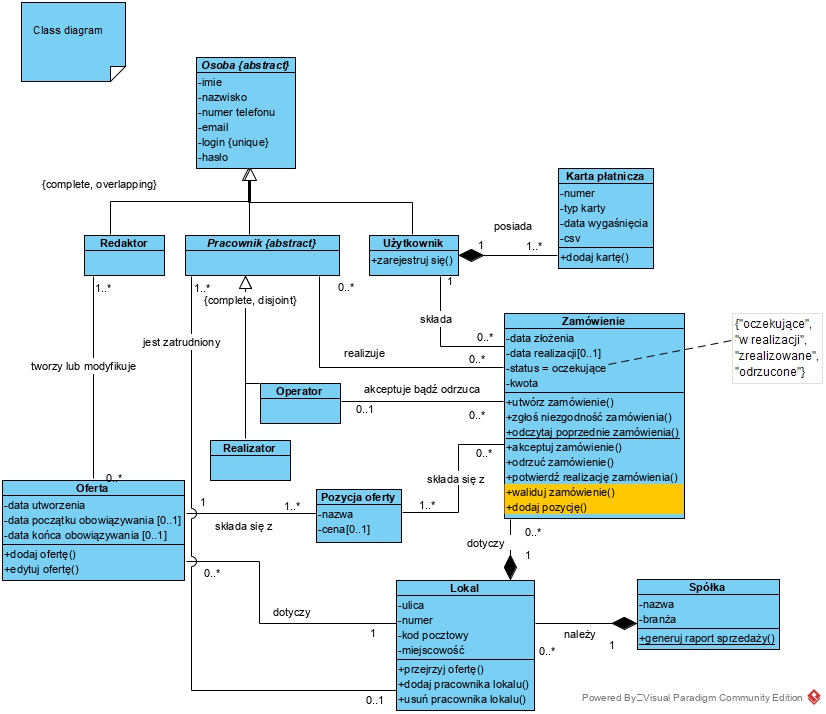 Class diagram
Osoba {abstract}
-imie
-nazwisko
-numer telefonu
-email
-login {unique}
-hasło
{complete, overlapping}
Karta płatnicza
-numer
-typ karty
-data wygaśnięcia
-csv
+dodaj kartę()
posiada
1
1..*
Redaktor
Pracownik {abstract}
Użytkownik
+zarejestruj się()
1..*
1..*
0..*
1
{complete, disjoint}
składa
0..*
jest zatrudniony
realizuje
0..*
tworzy lub modyfikuje
Zamówienie
-data złożenia
-data realizacji[0..1]
-status = oczekujące
-kwota
+utwórz zamówienie()
+zgłoś niezgodność zamówienia()
+odczytaj poprzednie zamówienia()
+akceptuj zamówienie()
+odrzuć zamówienie()
+potwierdź realizację zamówienia()
+waliduj zamówienie()
+dodaj pozycję()
{"oczekujące",
"w realizacji",
"zrealizowane",
"odrzucone"}
Operator
akceptuje bądź odrzuca
0..1
0..*
Realizator
0..*
składa się z
1..*
0..*
Oferta
-data utworzenia
-data początku obowiązywania [0..1]
-data końca obowiązywania [0..1]
+dodaj ofertę()
+edytuj ofertę()
1
1..*
składa się z
Pozycja oferty
-nazwa
-cena[0..1]
0..*
dotyczy
1
0..*
dotyczy
1
Lokal
-ulica
-numer
-kod pocztowy
-miejscowość
+przejrzyj ofertę()
+dodaj pracownika lokalu()
+usuń pracownika lokalu()
0..1
należy
0..*
1
Spółka
-nazwa
-branża
+generuj raport sprzedaży()
Powered By Visual Paradigm Community Edition